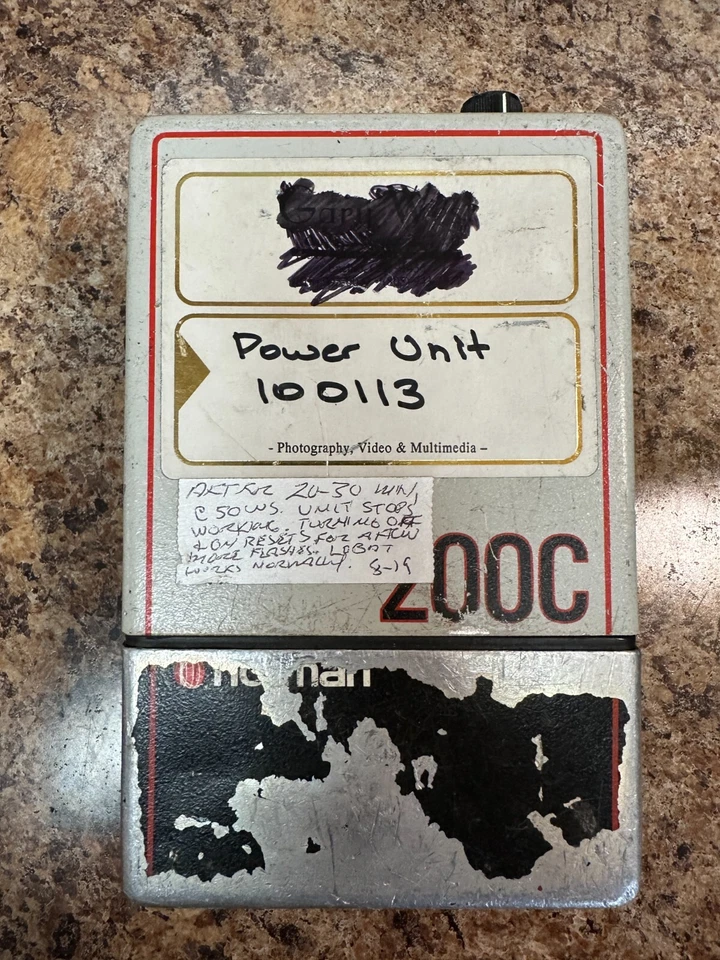 Power Unit
100113
- Photography, Video & Multimedia -
AFTER 20-30 MIN,
@ 50WS. UNIT STOPS
WORKING. TURNING OFF
& ON RESETS FOR A FEW
MORE FLASHES. LOBAT
WORKS NORMALLY. 8-19
200C
norman